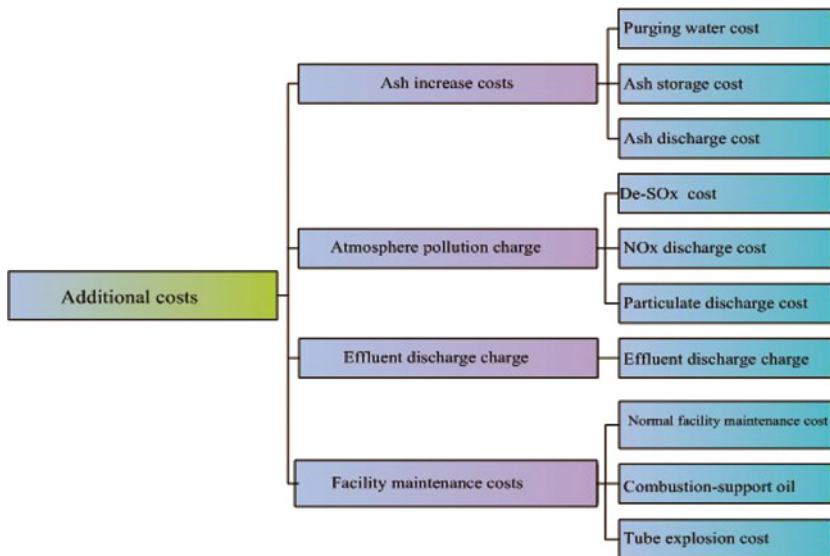 Additional costs
Ash increase costs
Purging water cost
Ash storage cost
Ash discharge cost
Atmosphere pollution charge
De-SOx cost
NOx discharge cost
Particulate discharge cost
Effluent discharge charge
Effluent discharge charge
Facility maintenance costs
Normal facility maintenance cost
Combustion-support oil
Tube explosion cost